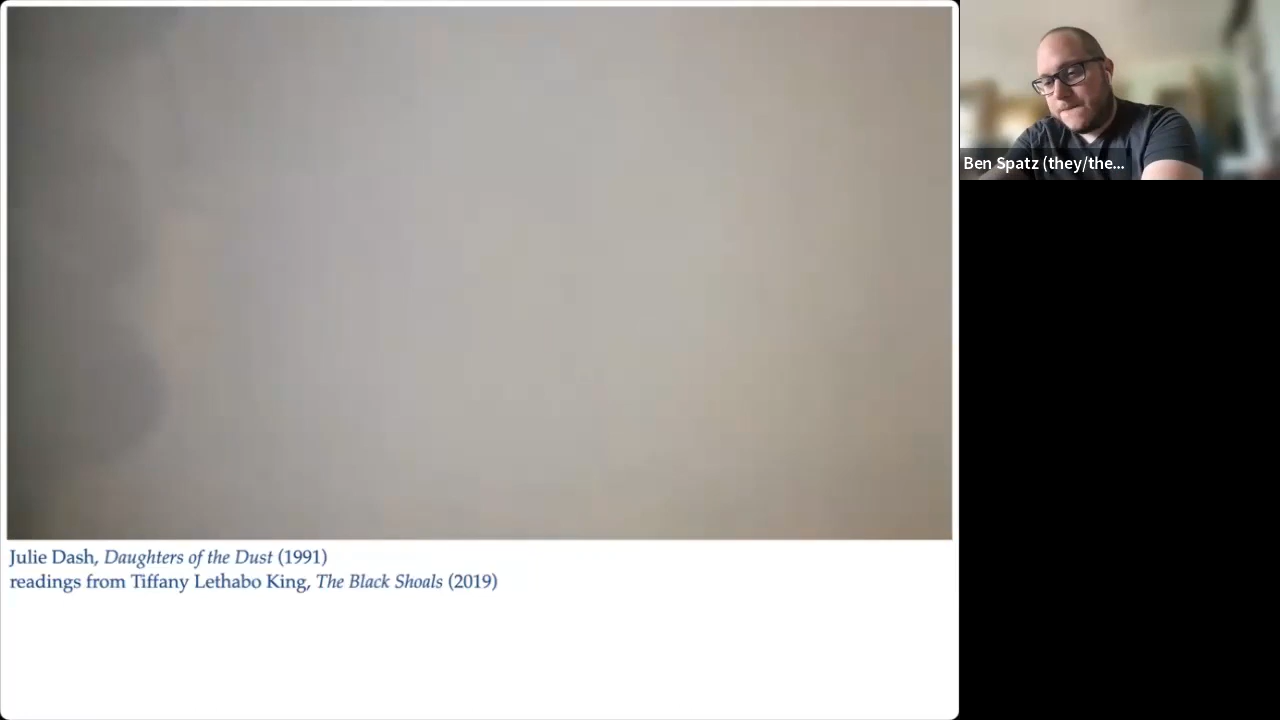 Ben Spatz (they/the...
Julie Dash, Daughters of the Dust (1991)
readings from Tiffany Lethabo King, The Black Shoals (2019)